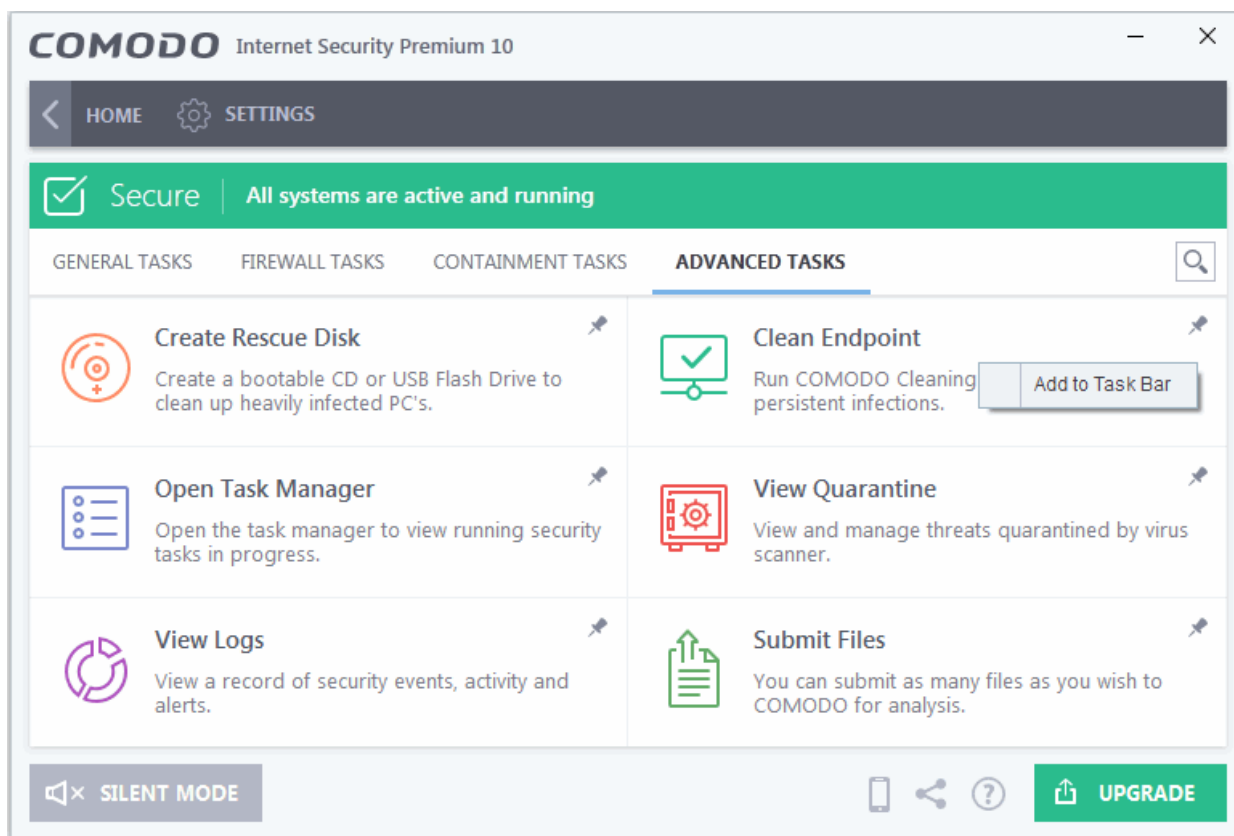 COMODO Internet Security Premium 10
HOME SETTINGS
Secure All systems are active and running
GENERAL TASKS FIREWALL TASKS CONTAINMENT TASKS ADVANCED TASKS
Create Rescue Disk
Create a bootable CD or USB Flash Drive to
clean up heavily infected PC's.
Clean Endpoint
Run COMODO Cleaning
persistent infections.
Add to Task Bar
Open Task Manager
Open the task manager to view running security
tasks in progress.
View Quarantine
View and manage threats quarantined by virus
scanner.
View Logs
View a record of security events, activity and
alerts.
Submit Files
You can submit as many files as you wish to
COMODO for analysis.
SILENT MODE
UPGRADE